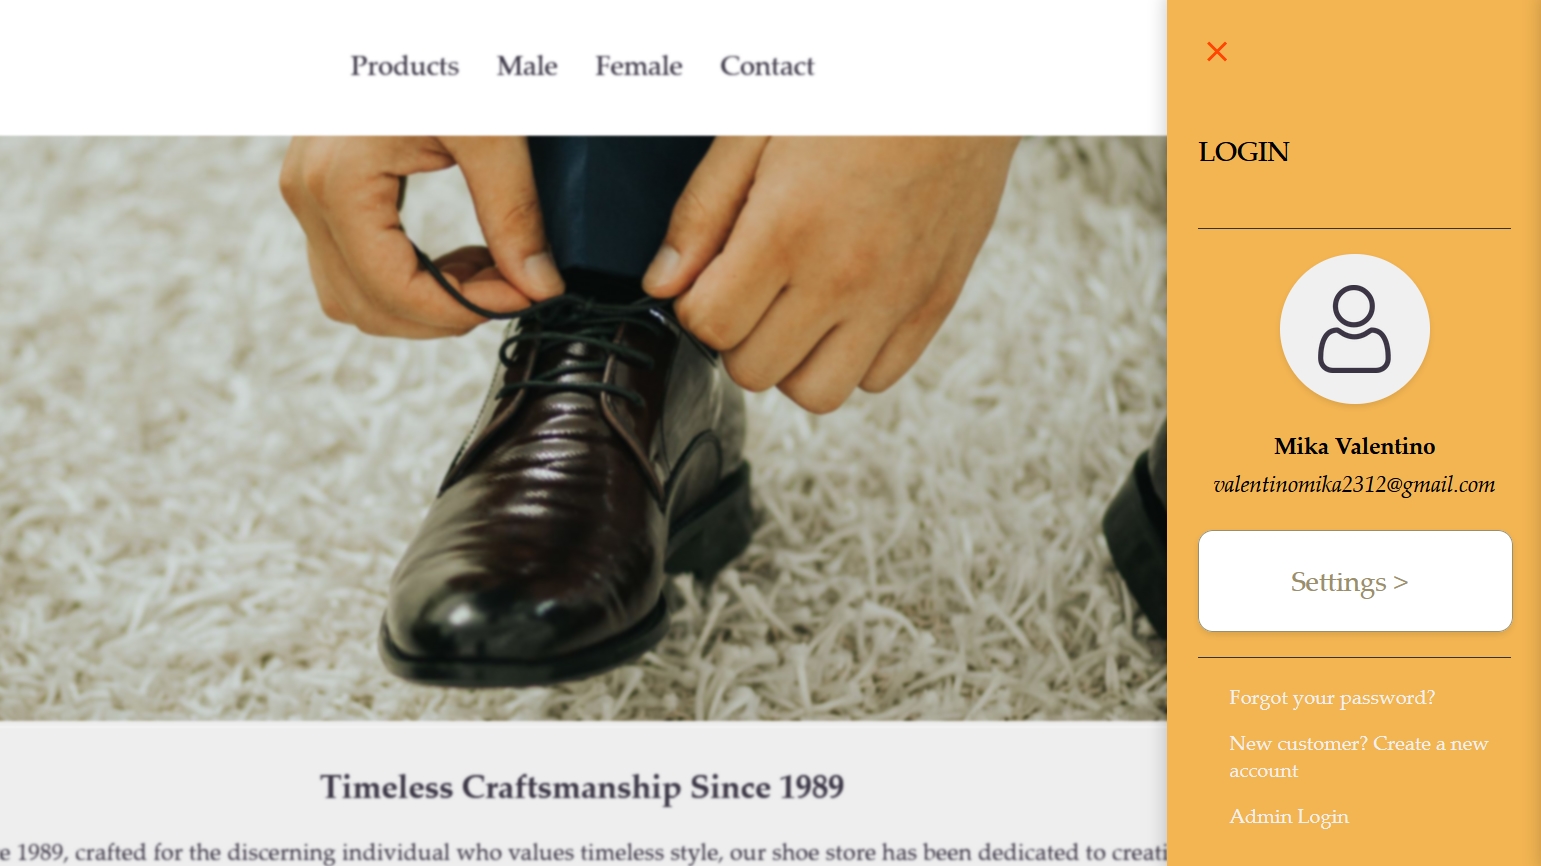 Products Male Female Contact
LOGIN
Mika Valentino
valentinomika2312@gmail.com
Settings >
Forgot your password?
New customer? Create a new
account
Admin Login
Timeless Craftsmanship Since 1989
e 1989, crafted for the discerning individual who values timeless style, our shoe store has been dedicated to creati